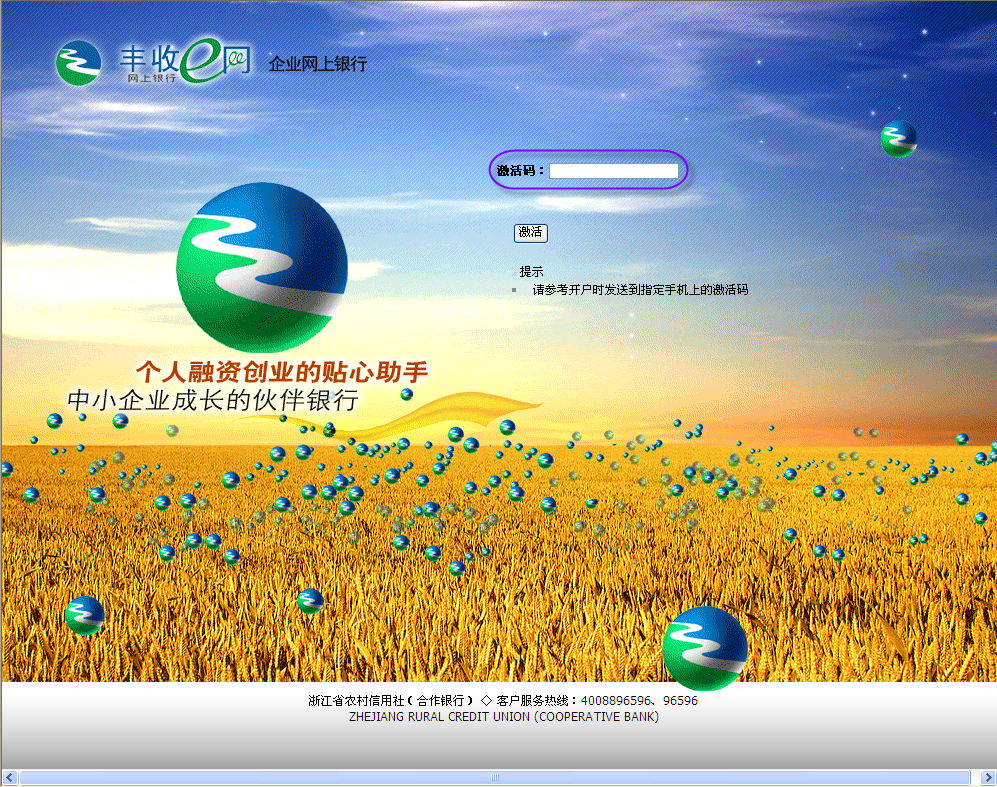 丰收e网
网上银行
企业网上银行
激活码：
激活
提示
请参考开户时发送到指定手机上的激活码
个人融资创业的贴心助手
中小企业成长的伙伴银行
浙江省农村信用社（合作银行）◇ 客户服务热线：4008896596、96596
ZHEJIANG RURAL CREDIT UNION (COOPERATIVE BANK)